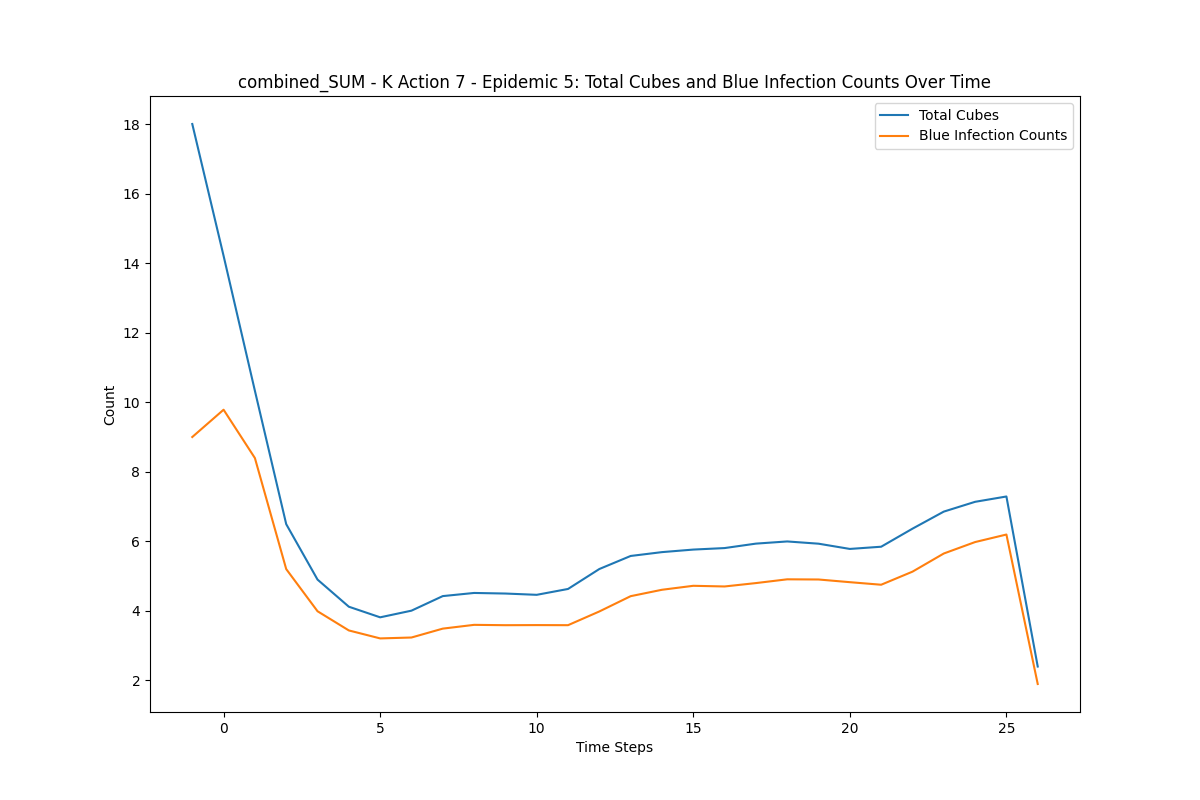 combined_SUM - K Action 7 - Epidemic 5: Total Cubes and Blue Infection Counts Over Time
Total Cubes
Blue Infection Counts
18
16
14
12
10
8
6
4
2
Count
0 5 10 15 20 25
Time Steps